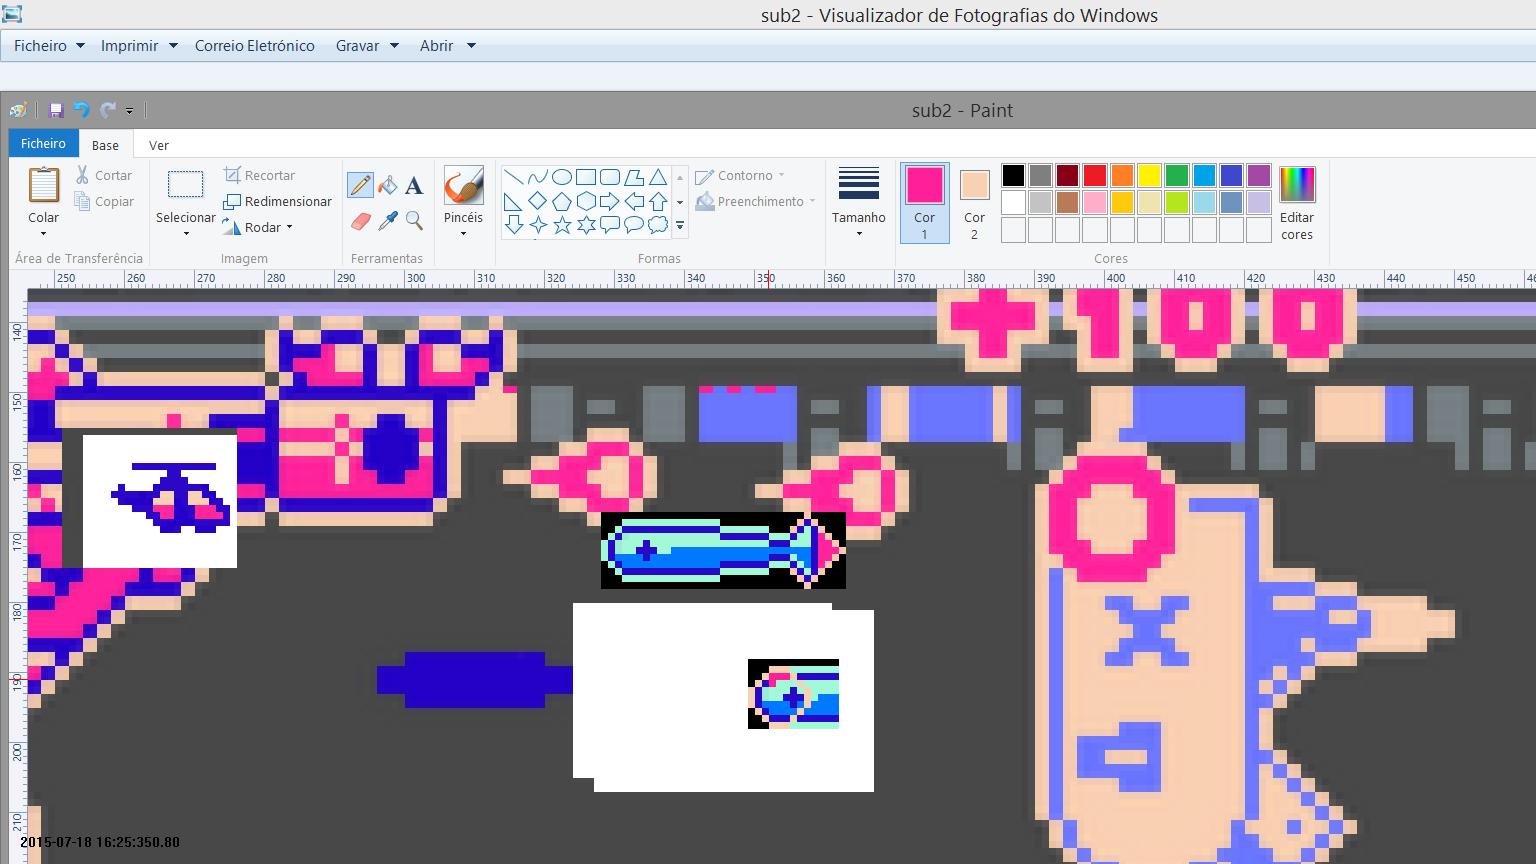 sub2 - Visualizador de Fotografias do Windows
Ficheiro Imprimir Correio Eletrónico Gravar Abrir
sub2 - Paint
Ficheiro Base Ver
Colar
Cortar
Copiar
Área de Transferência
Selecionar
Recortar
Redimensionar
Rodar
Imagem
A
Ferramentas
Pincéis
Contorno
Preenchimento
Formas
Tamanho
Cor
1
Cor
2
Editar
cores
Cores
250 260 270 280 290 300 310 320 330 340 350 360 370 380 390 400 410 420 430 440 450 46
140
150
160
170
180
190
200
210
+100
2015-07-18 16:25:350.80